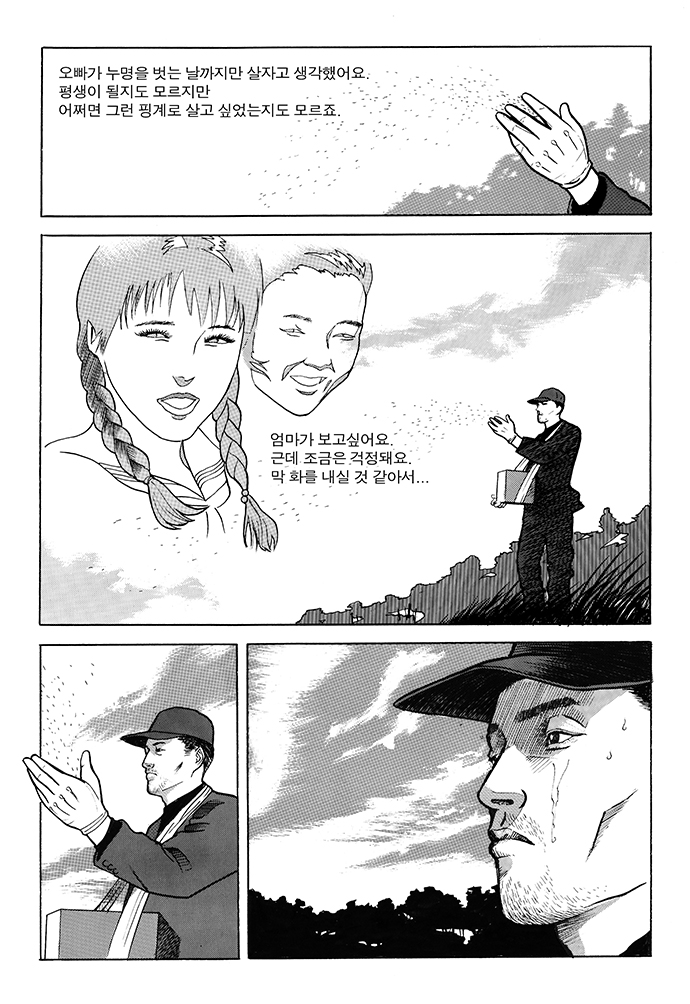 오빠가 누명을 벗는 날까지만 살자고 생각했어요.
평생이 될지도 모르지만
어쩌면 그런 핑계로 살고 싶었는지도 모르죠.
엄마가 보고싶어요.
근데 조금은 걱정돼요.
막 화를 내실 것 같아서...